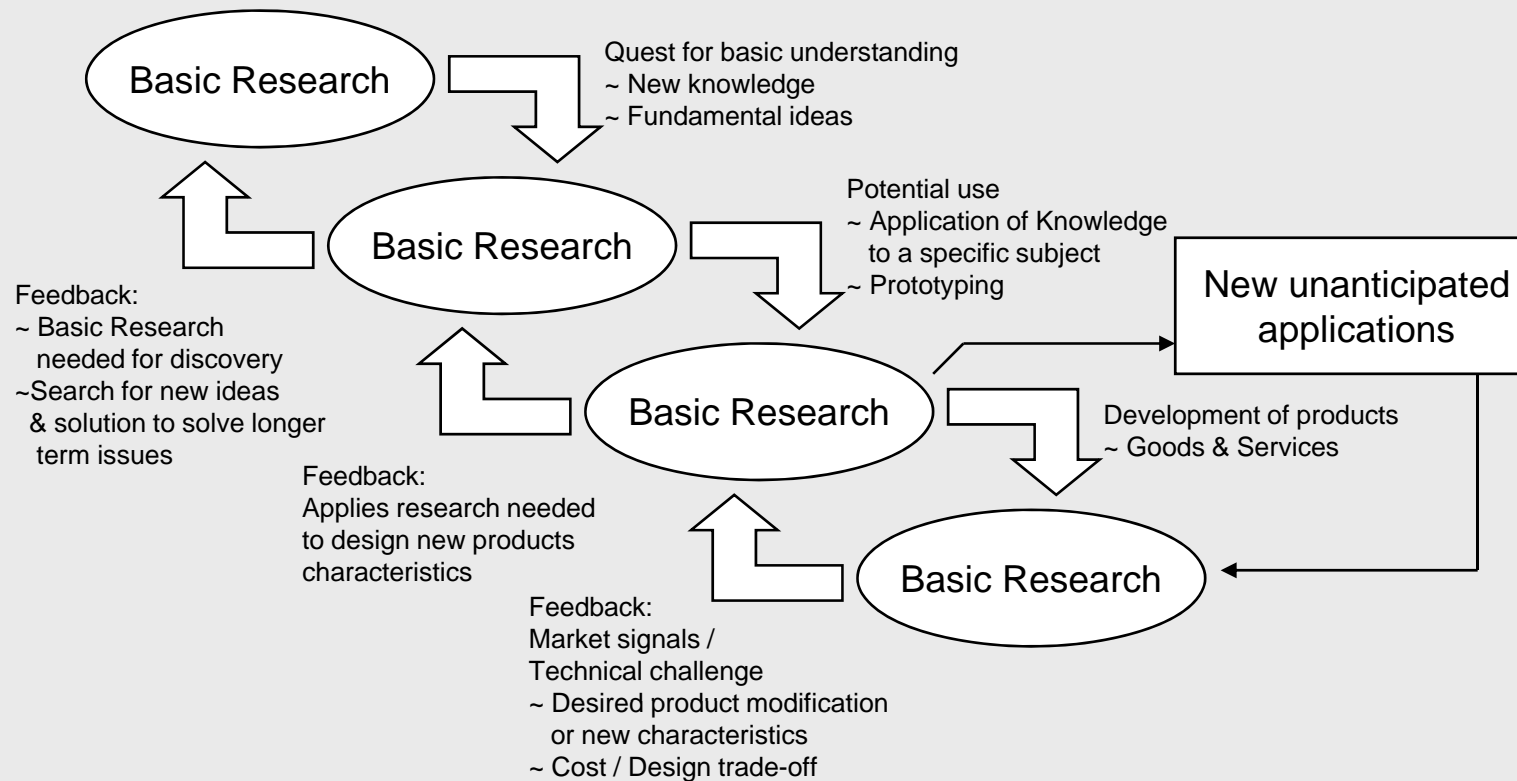 Basic Research
Quest for basic understanding
~ New knowledge
~ Fundamental ideas
Basic Research
Potential use
~ Application of Knowledge
to a specific subject
~ Prototyping
New unanticipated
applications
Feedback:
~ Basic Research
needed for discovery
~Search for new ideas
& solution to solve longer
term issues
Basic Research
Development of products
~ Goods & Services
Feedback:
Applies research needed
to design new products
characteristics
Basic Research
Feedback:
Market signals /
Technical challenge
~ Desired product modification
or new characteristics
~ Cost / Design trade-off